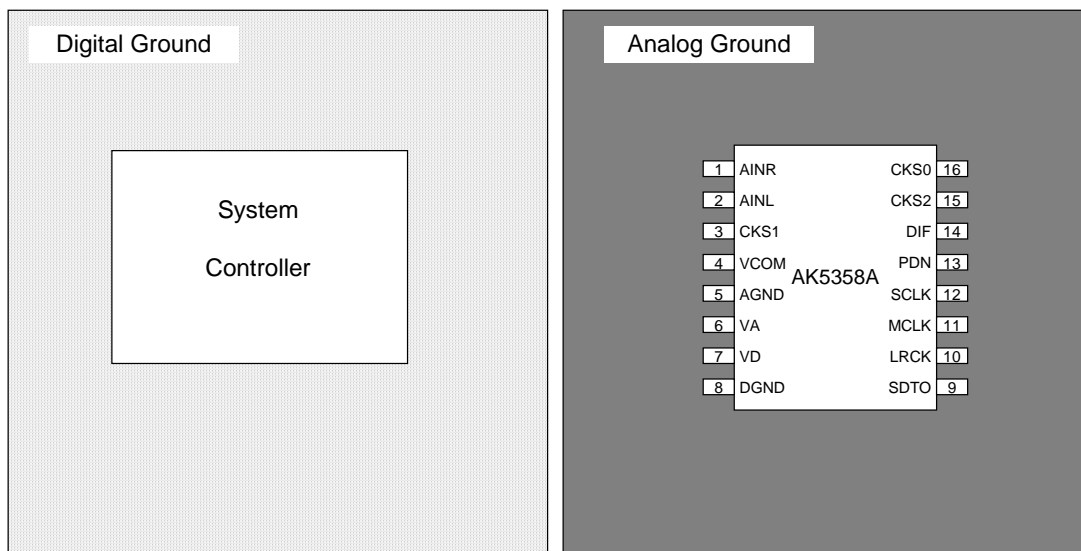 Digital Ground
System
Controller
Analog Ground
1 AINR CKS0 16
2 AINL CKS2 15
3 CKS1 DIF 14
4 VCOM PDN 13
AK5358A
5 AGND SCLK 12
6 VA MCLK 11
7 VD LRCK 10
8 DGND SDTO 9